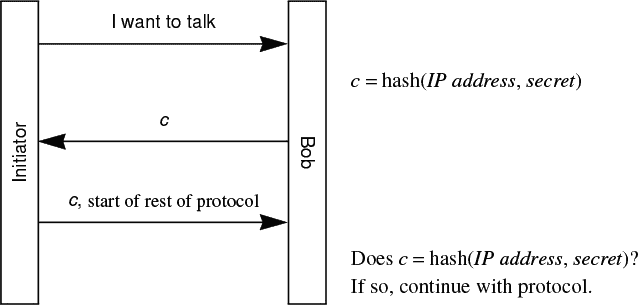 I want to talk
c = hash(IP address, secret)
c
Initiator
Bob
c, start of rest of protocol
Does c = hash(IP address, secret)?
If so, continue with protocol.